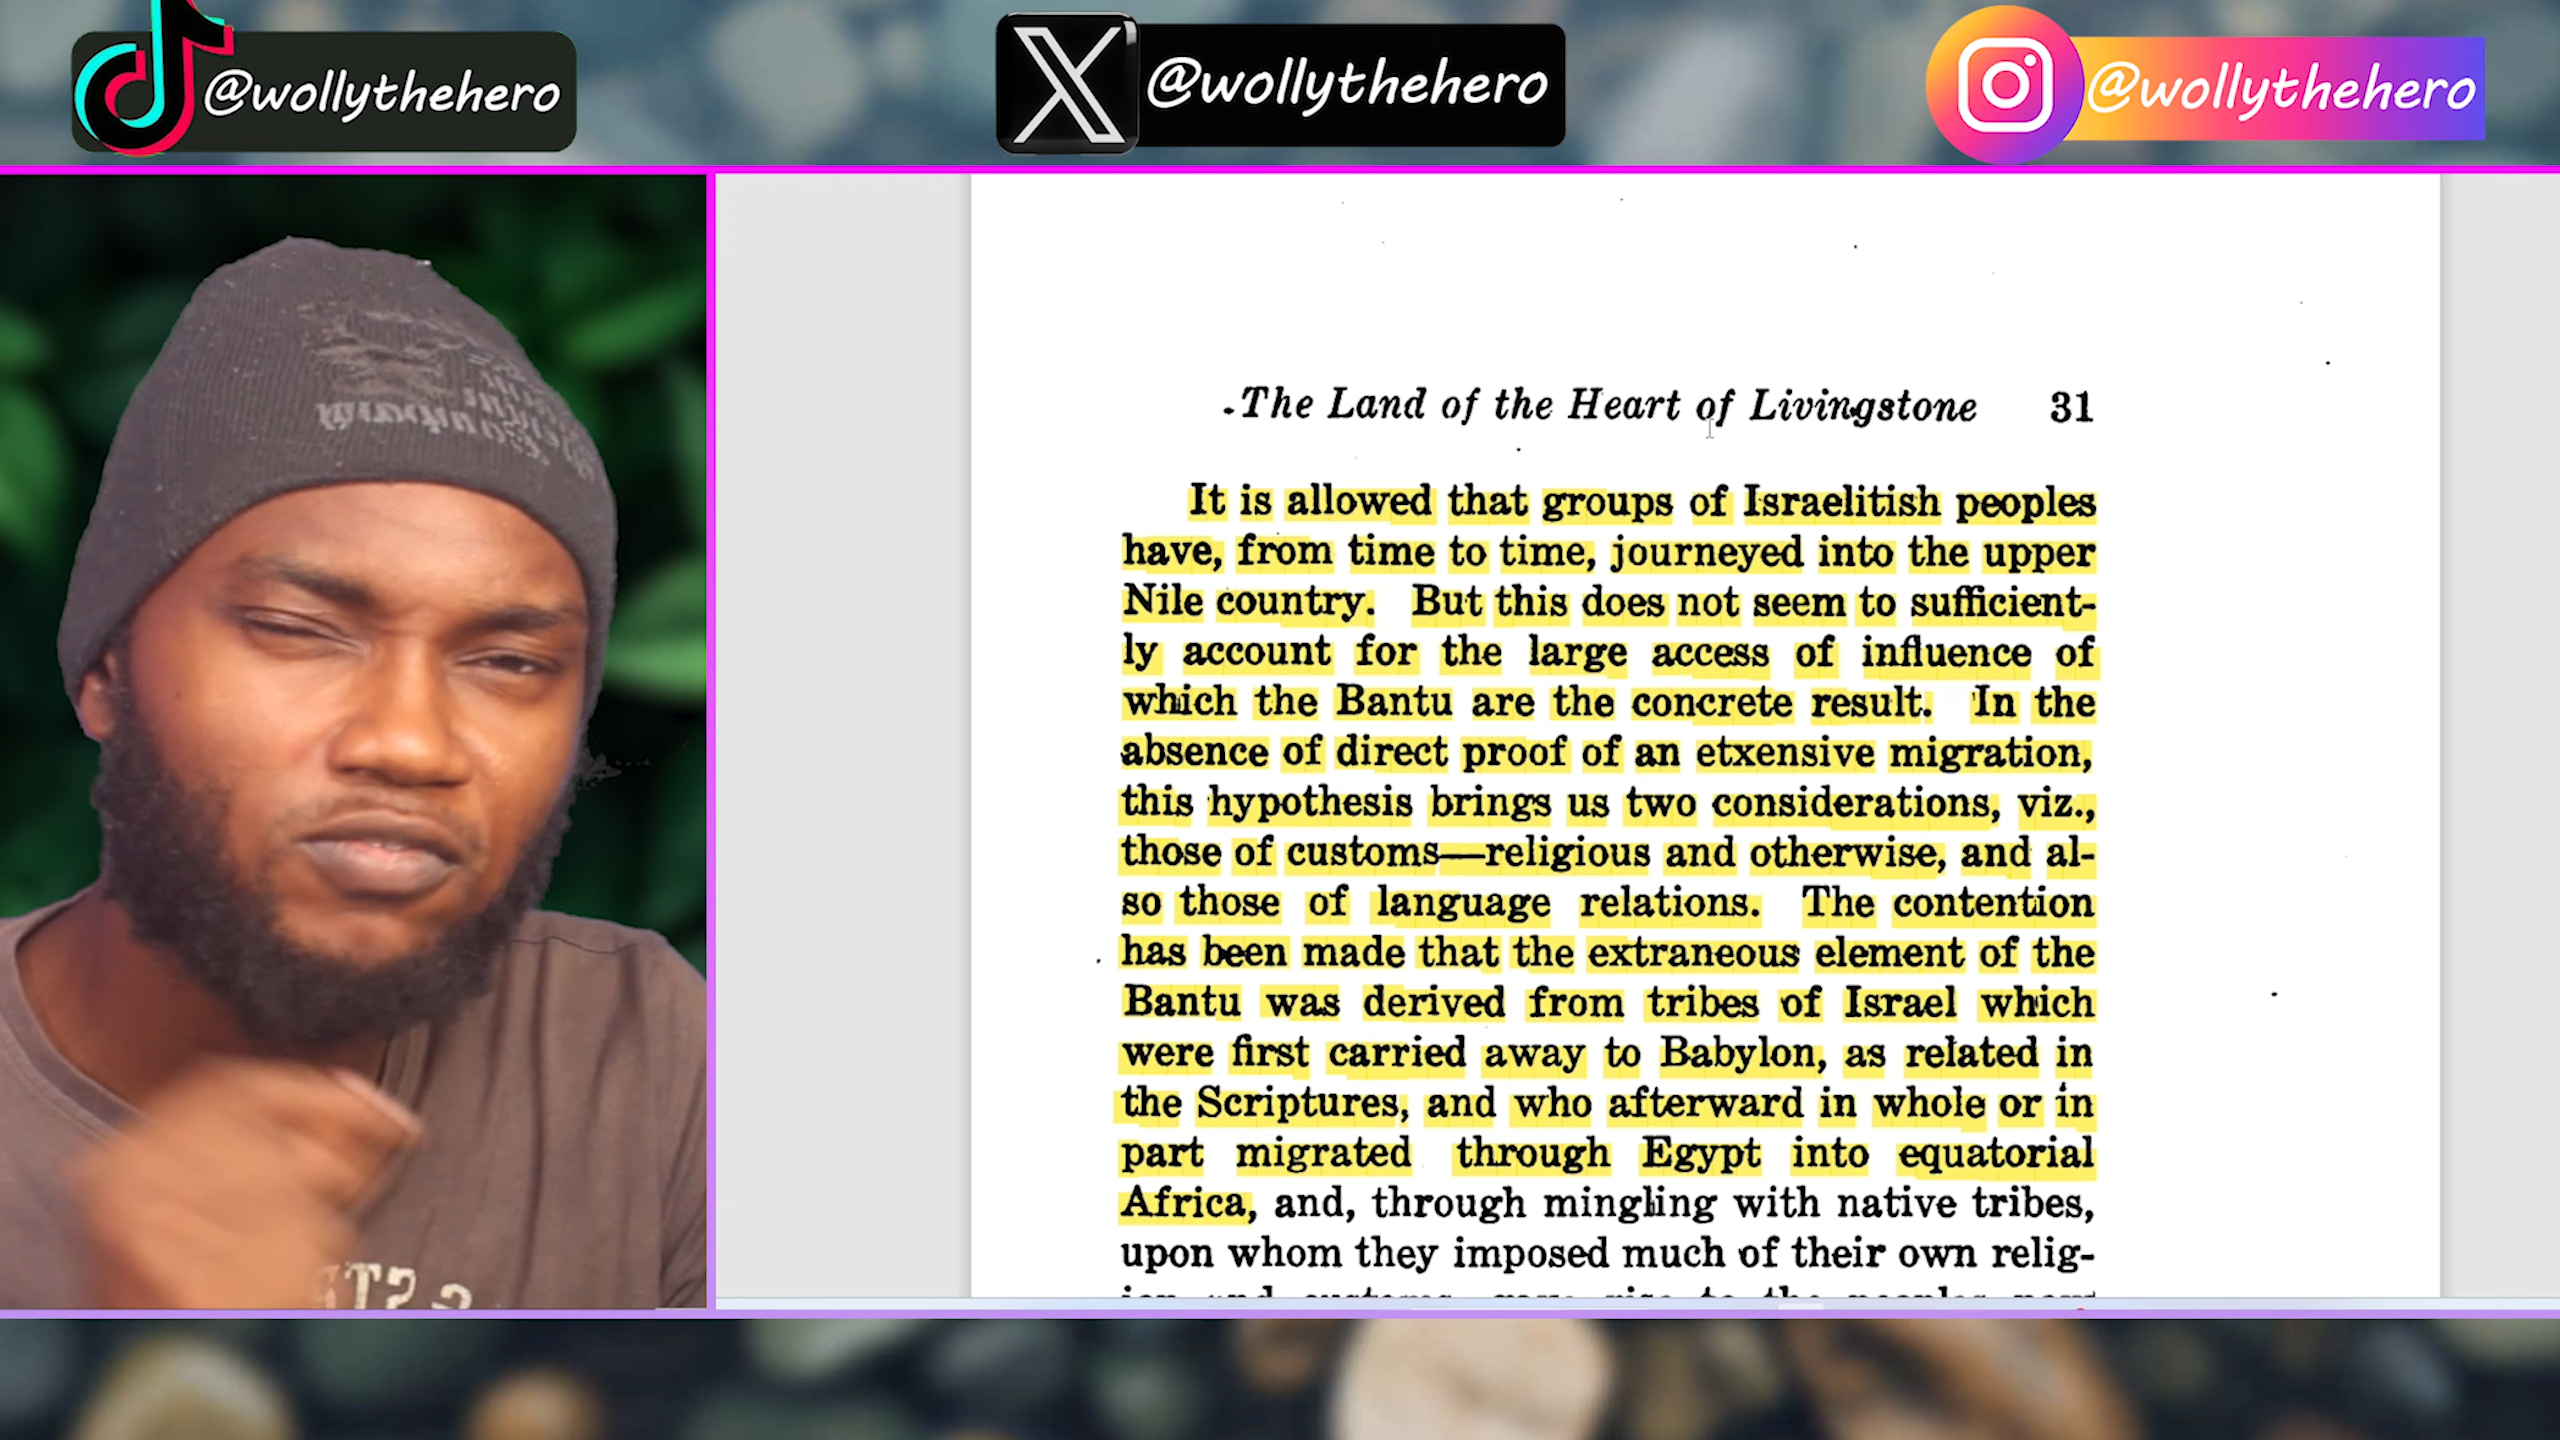 @wollythehero
@wollythehero
@wollythehero
The Land of the Heart of Livingstone 31
It is allowed that groups of Israelitish peoples
have, from time to time, journeyed into the upper
Nile country. But this does not seem to sufficient-
ly account for the large access of influence of
which the Bantu are the concrete result. In the
absence of direct proof of an etxensive migration,
this hypothesis brings us two considerations, viz.,
those of customs—religious and otherwise, and al-
so those of language relations. The contention
has been made that the extraneous element of the
Bantu was derived from tribes of Israel which
were first carried away to Babylon, as related in
the Scriptures, and who afterward in whole or in
part migrated through Egypt into equatorial
Africa, and, through mingling with native tribes,
upon whom they imposed much of their own relig-